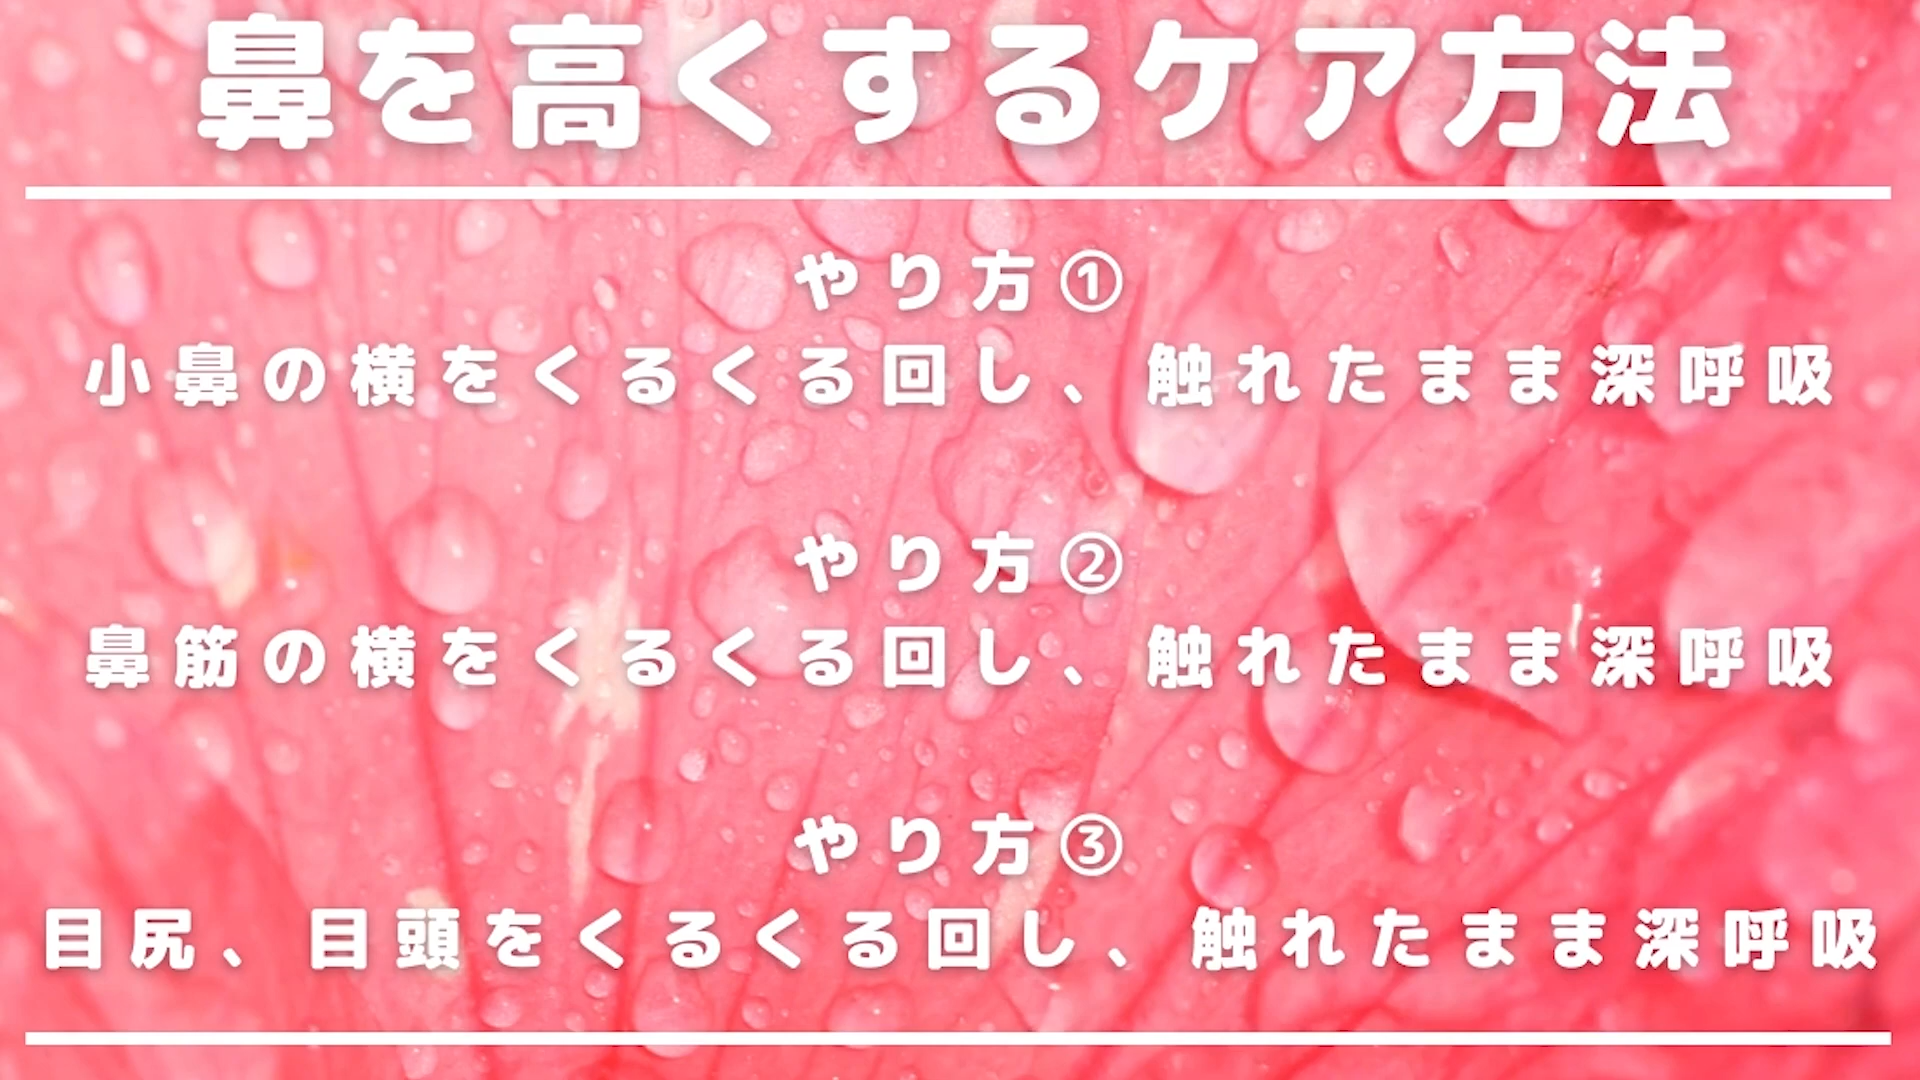 鼻を高くするケア方法
やり方①
小鼻の横をくるくる回し、触れたまま深呼吸
やり方②
鼻筋の横をくるくる回し、触れたまま深呼吸
やり方③
目尻、目頭をくるくる回し、触れたまま深呼吸